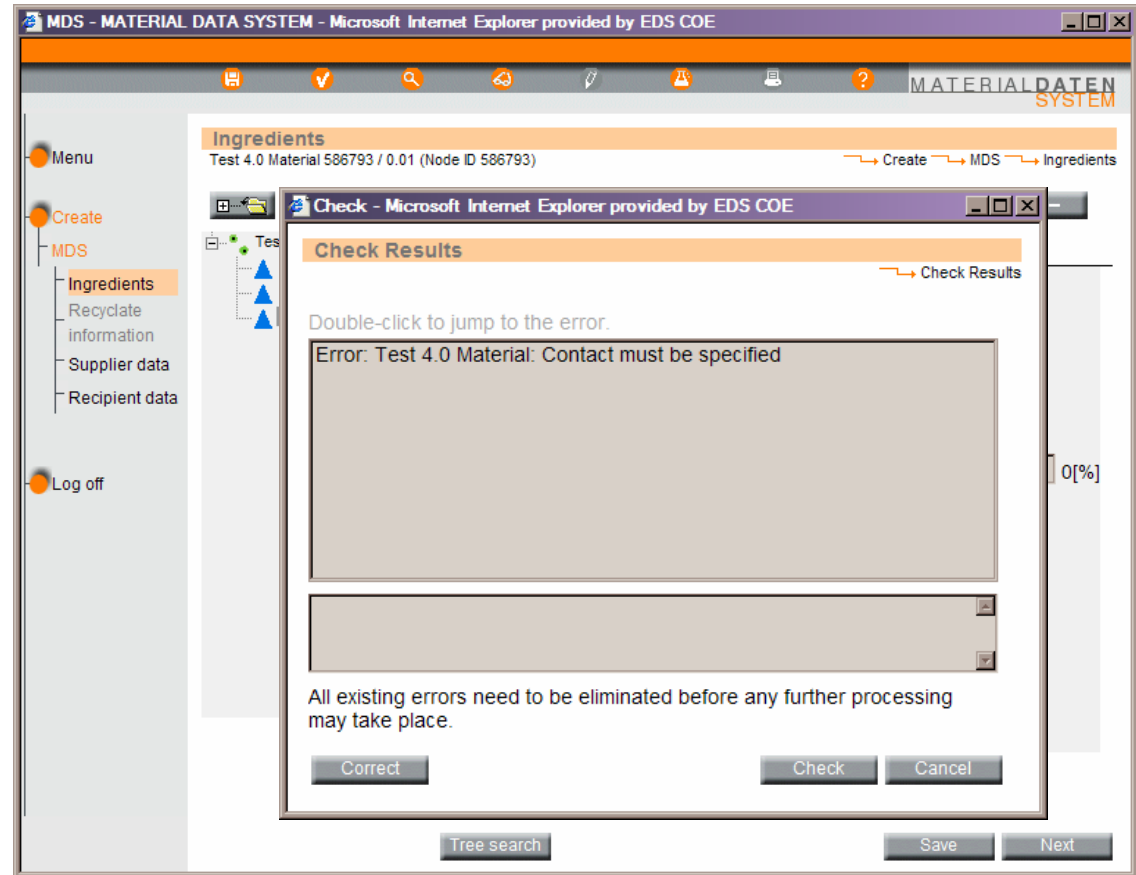 MDS - MATERIAL DATA SYSTEM - Microsoft Internet Explorer provided by EDS COE
MATERIALDATEN
SYSTEM
Menu
Create
MDS
Ingredients
Recyclate
information
Supplier data
Recipient data
Log off
Ingredients
Test 4.0 Material 586793 / 0.01 (Node ID 586793)
Create MDS Ingredients
Tes
Check - Microsoft Internet Explorer provided by EDS COE
Check Results
Check Results
Double-click to jump to the error.
Error: Test 4.0 Material: Contact must be specified
All existing errors need to be eliminated before any further processing
may take place.
Correct Check Cancel
0[%]
Tree search Save Next